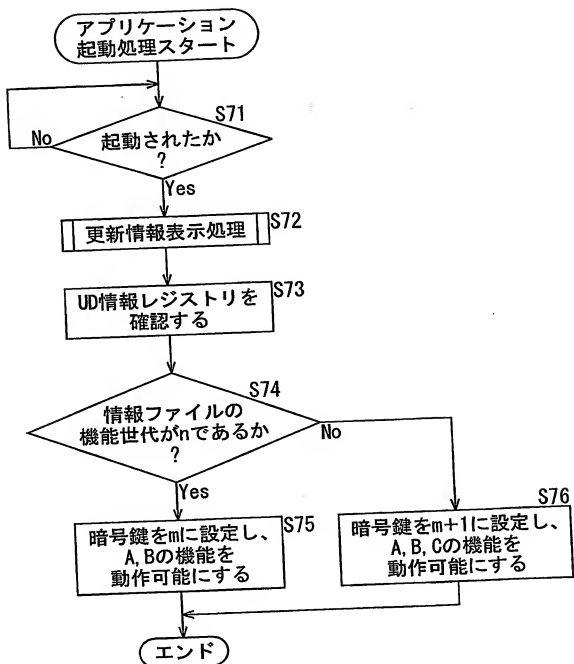 アプリケーション
起動処理スタート
S71
起動されたか
?
No
Yes
更新情報表示処理
S72
UD情報レジストリを
確認する
S73
S74
情報ファイルの
機能世代がnであるか
?
No
Yes
暗号鍵をmに設定し、
A,Bの機能を
動作可能にする
S75
S76
暗号鍵をm+1に設定し、
A,B,Cの機能を
動作可能にする
エンド